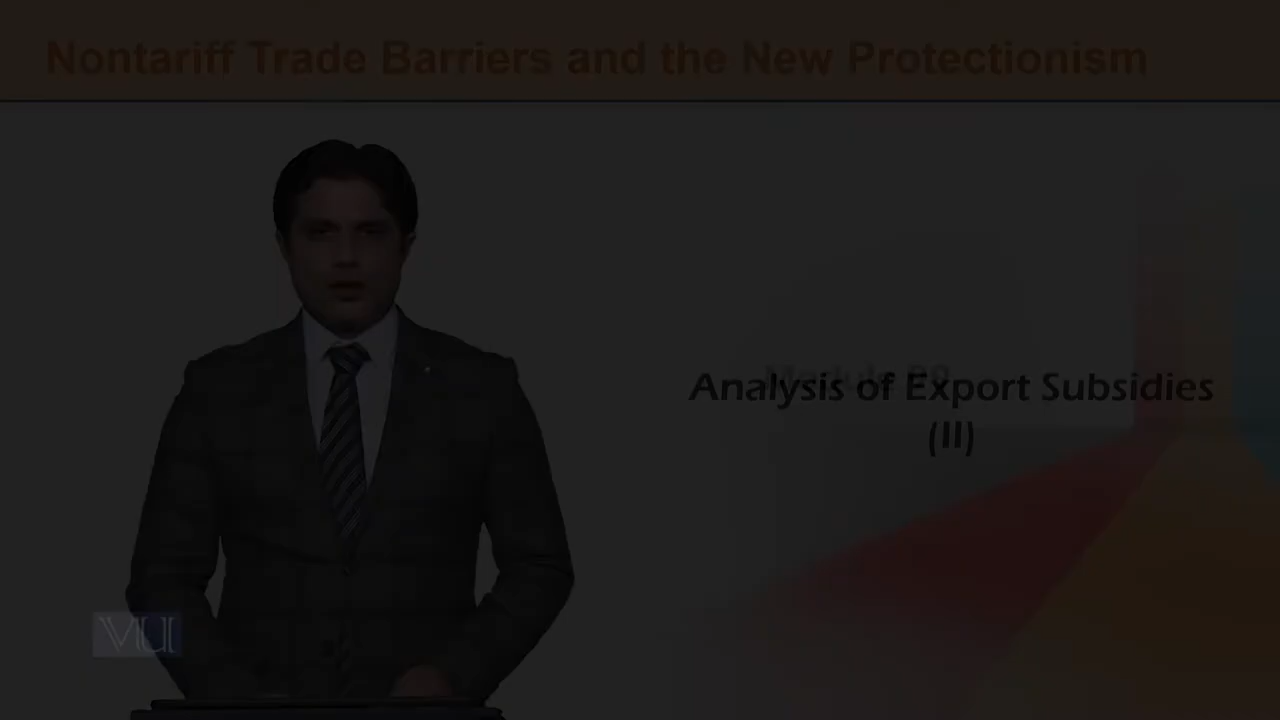 Nontariff Trade Barriers and the New Protectionism
Analysis of Export Subsidies
(II)
VU